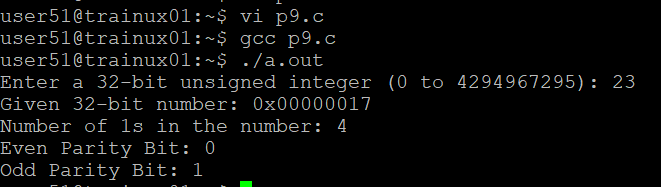 user51@trainux01:~$ vi p9.c
user51@trainux01:~$ gcc p9.c
user51@trainux01:~$ ./a.out
Enter a 32-bit unsigned integer (0 to 4294967295): 23
Given 32-bit number: 0x00000017
Number of 1s in the number: 4
Even Parity Bit: 0
Odd Parity Bit: 1
user51@trainux01:~$